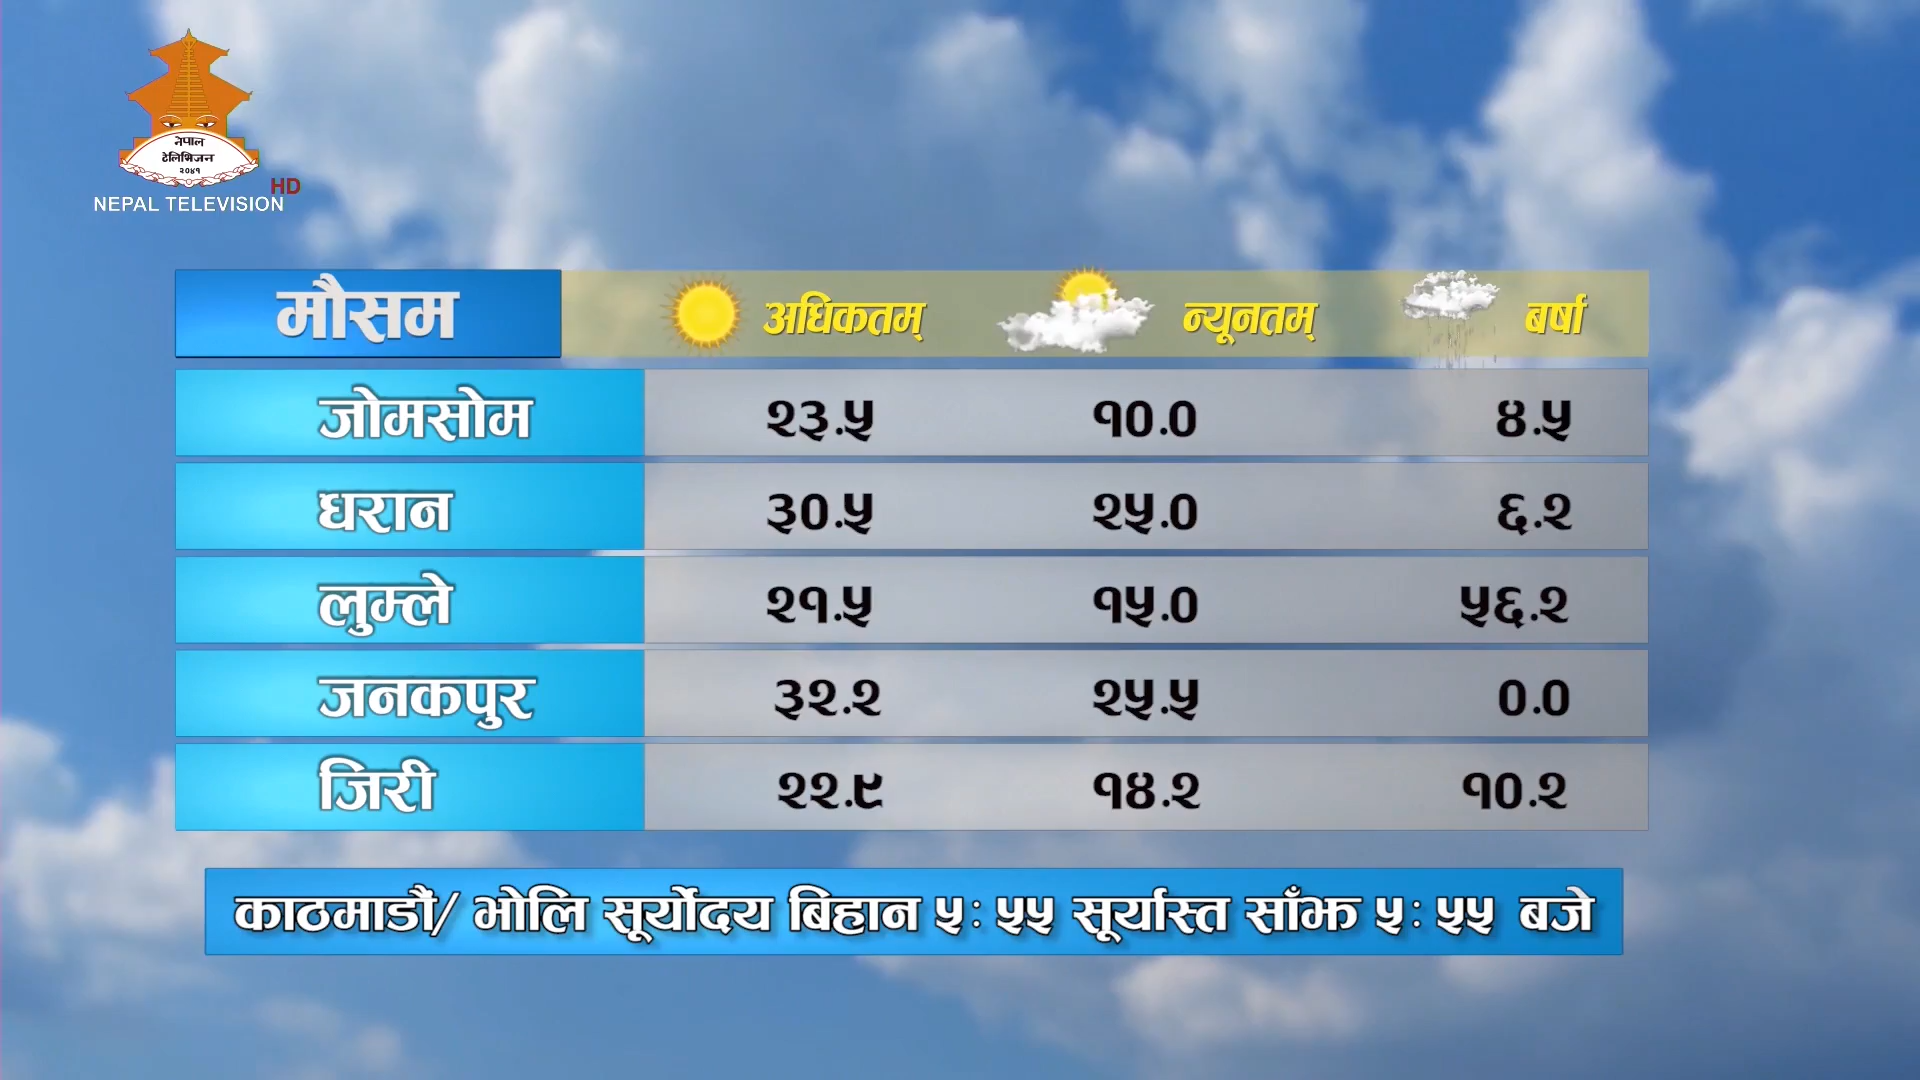 नेपाल
टेलिभिजन
२०४१
HD
NEPAL TELEVISION
मौसम अधिकतम् न्यूनतम् बर्षा
जोमसोम २३.५ १०.० ४.५
धरान ३०.५ २५.० ६.२
लुम्ले २१.५ १५.० ५६.२
जनकपुर ३२.२ २५.५ ०.०
जिरी २२.९ १४.२ १०.२
काठमाडौं/ भोलि सूर्योदय बिहान ५: ५५ सूर्यास्त साँझ ५: ५५ बजे